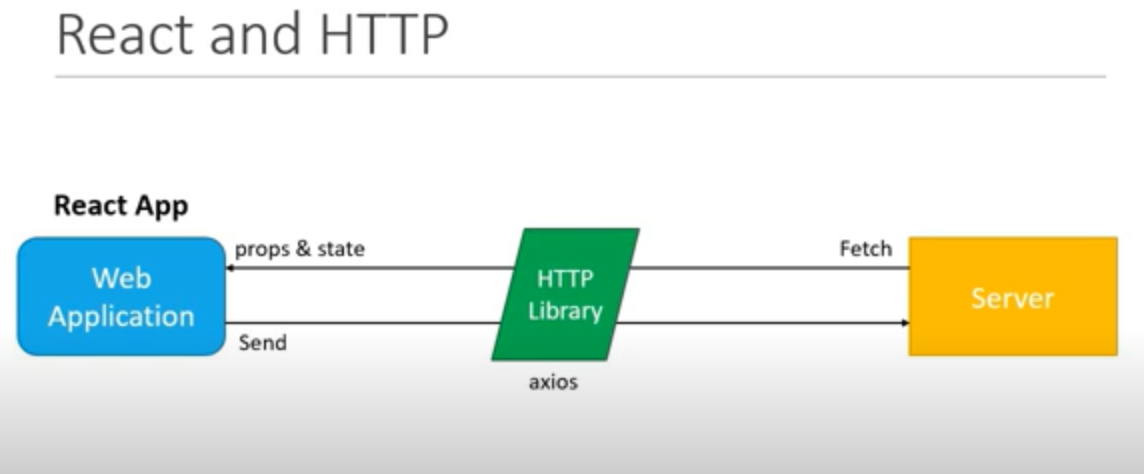 React and HTTP
React App
props & state
Fetch
Web
Application
HTTP
Library
Server
Send
axios